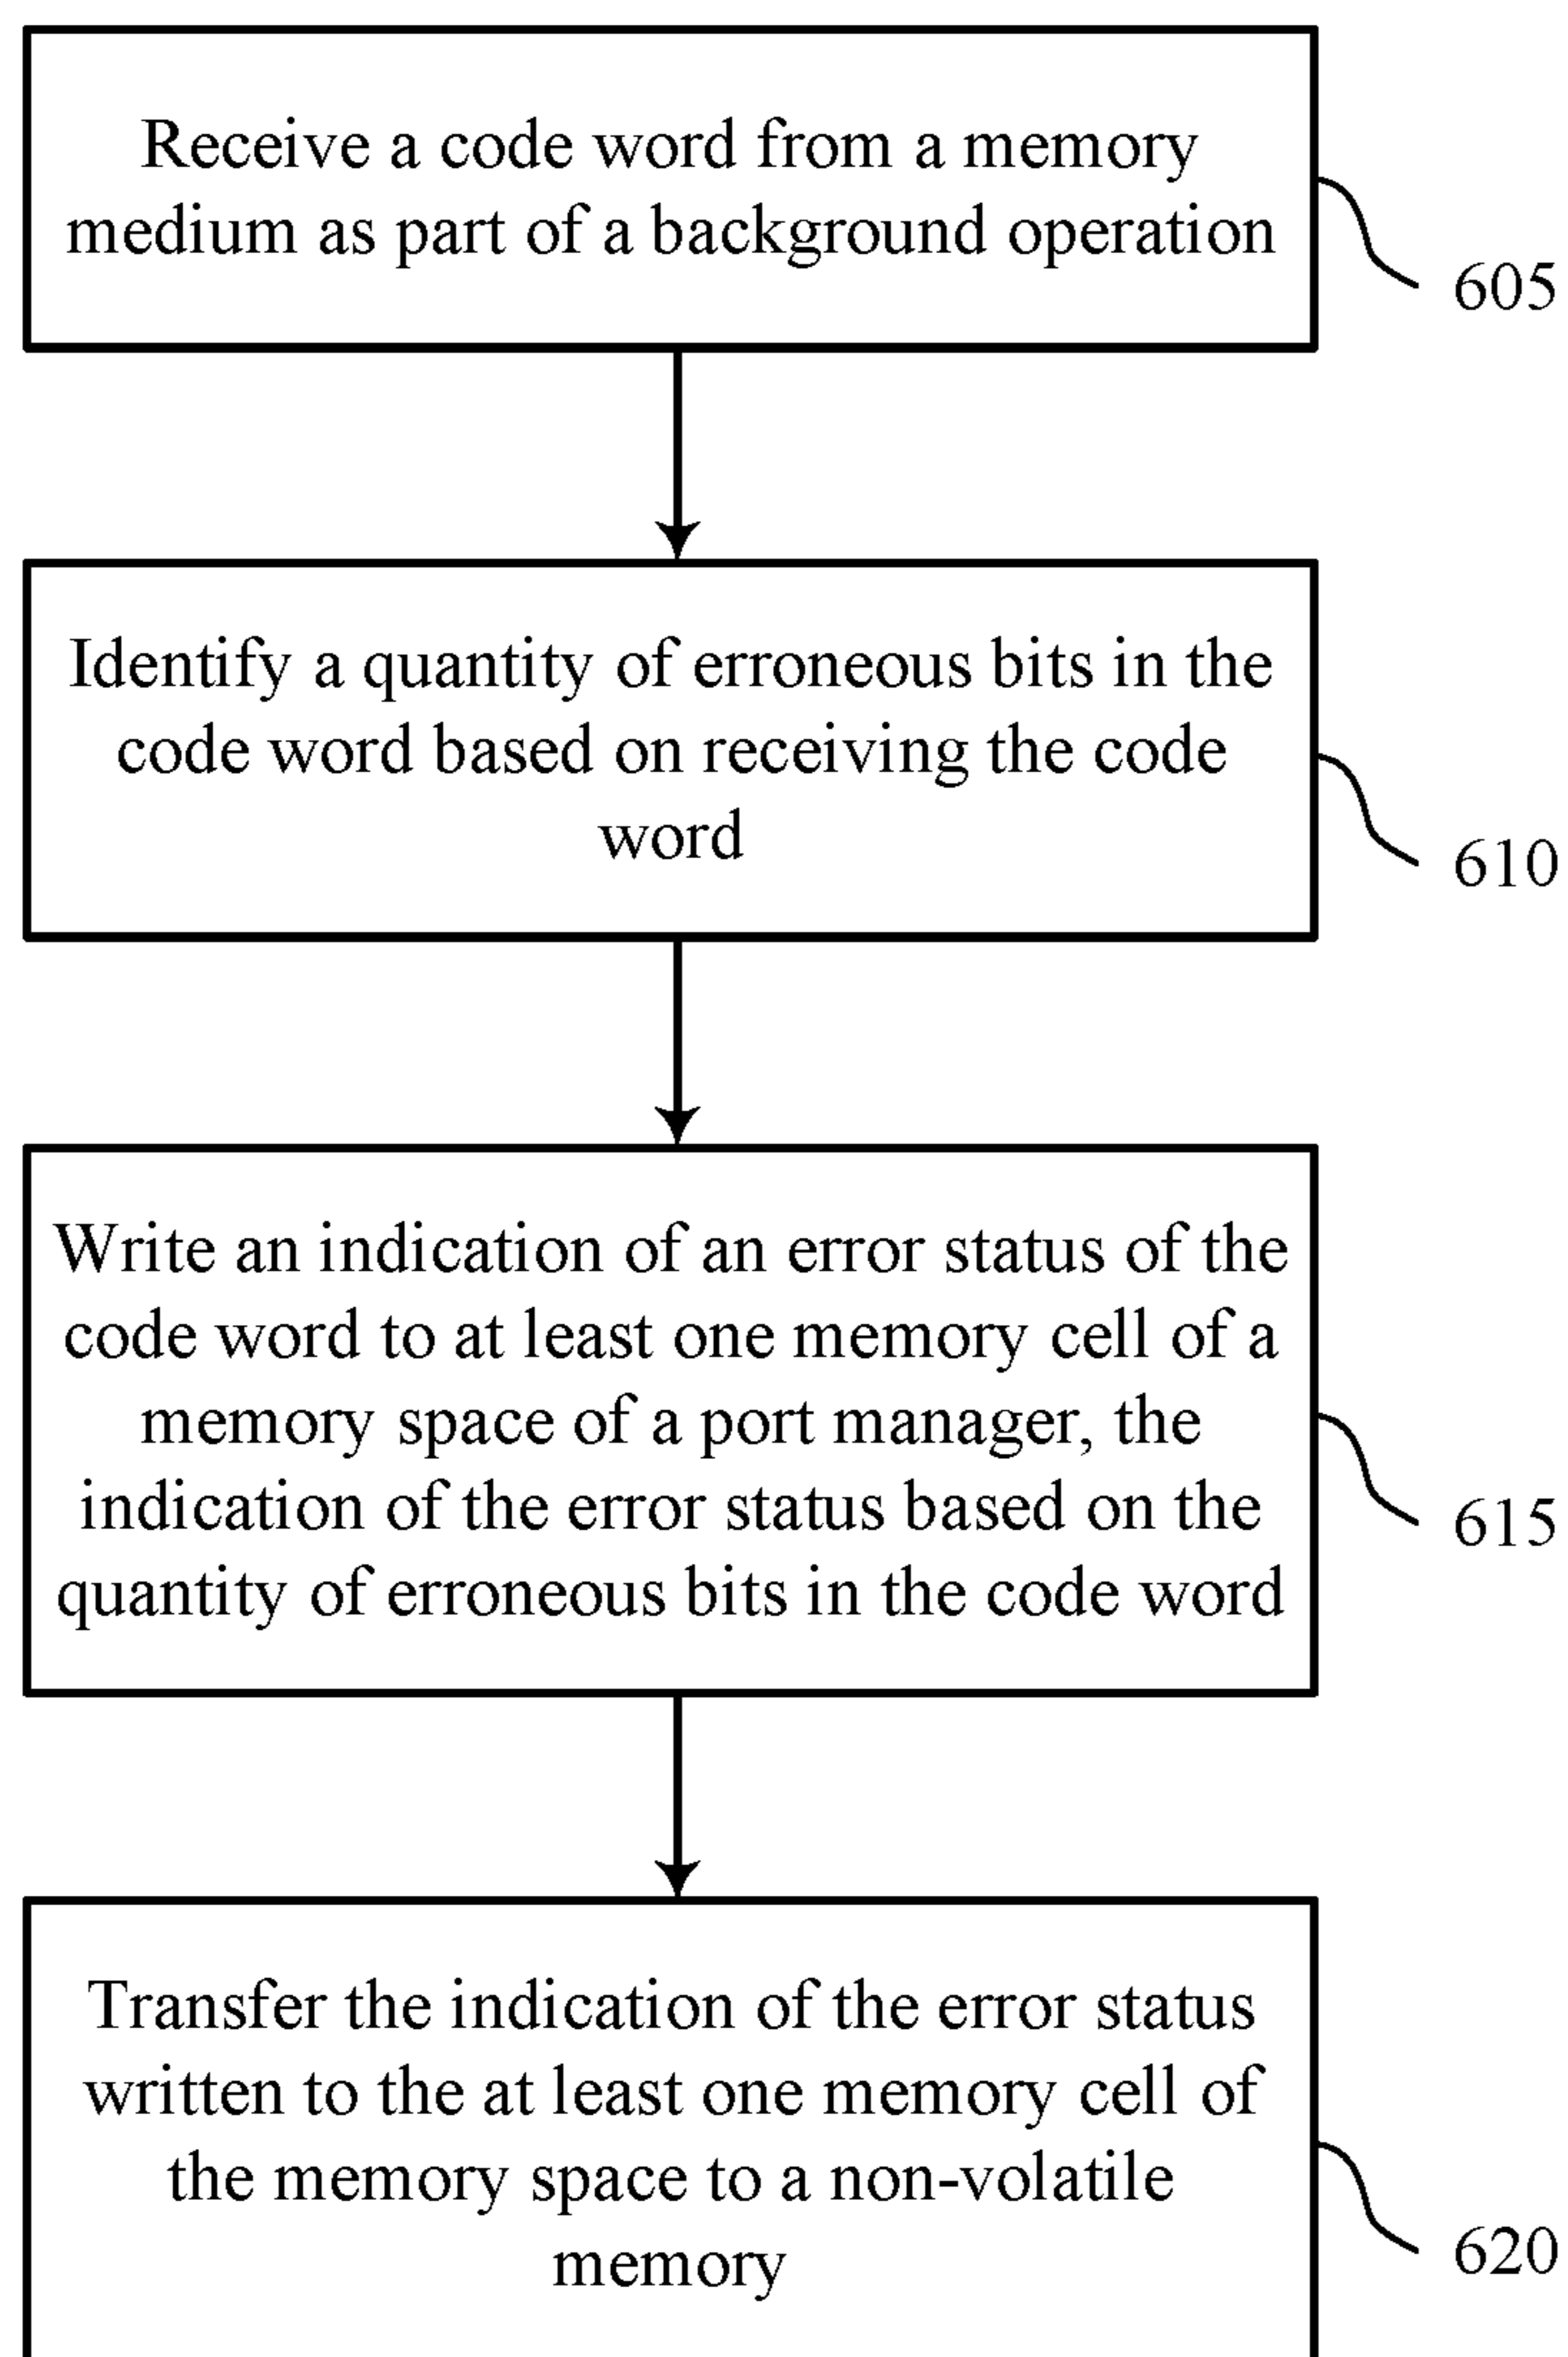 Receive a code word from a memory
medium as part of a background operation
605
Identify a quantity of erroneous bits in the
code word based on receiving the code
word
610
Write an indication of an error status of the
code word to at least one memory cell of a
memory space of a port manager, the
indication of the error status based on the
quantity of erroneous bits in the code word
615
Transfer the indication of the error status
written to the at least one memory cell of
the memory space to a non-volatile
memory
620